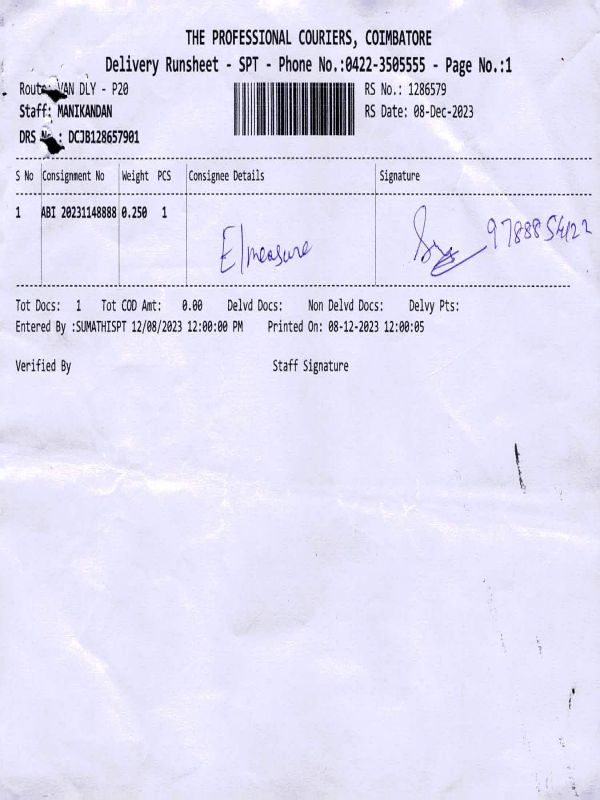 THE PROFESSIONAL COURIERS, COIMBATORE
Delivery Runsheet - SPT - Phone No.:0422-3505555 - Page No.:1
Route: VAN DLY - P20
RS No.: 1286579
Staff: MANIKANDAN
RS Date: 08-Dec-2023
DRS No.: DCJB128657901
S No Consignment No Weight PCS Consignee Details Signature
1 ABI 20231148888 0.250 1
Elmeasure
Tot Docs: 1 Tot COD Amt: 0.00 Delvd Docs: Non Delvd Docs: Delvy Pts:
Entered By :SUMATHISPT 12/08/2023 12:00:00 PM Printed On: 08-12-2023 12:00:05
Verified By Staff Signature